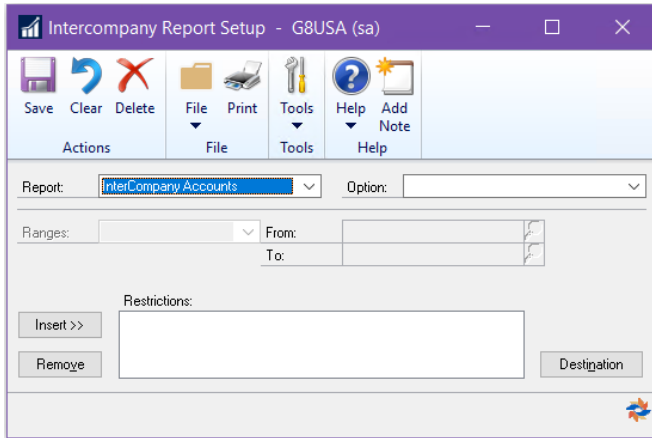 Intercompany Report Setup - G8USA (sa)
Save Clear Delete File Print Tools Help Add Note
Actions File Tools Help
Report: InterCompany Accounts Option:
Ranges: From:
To:
Restrictions:
Insert >>
Remove Destination